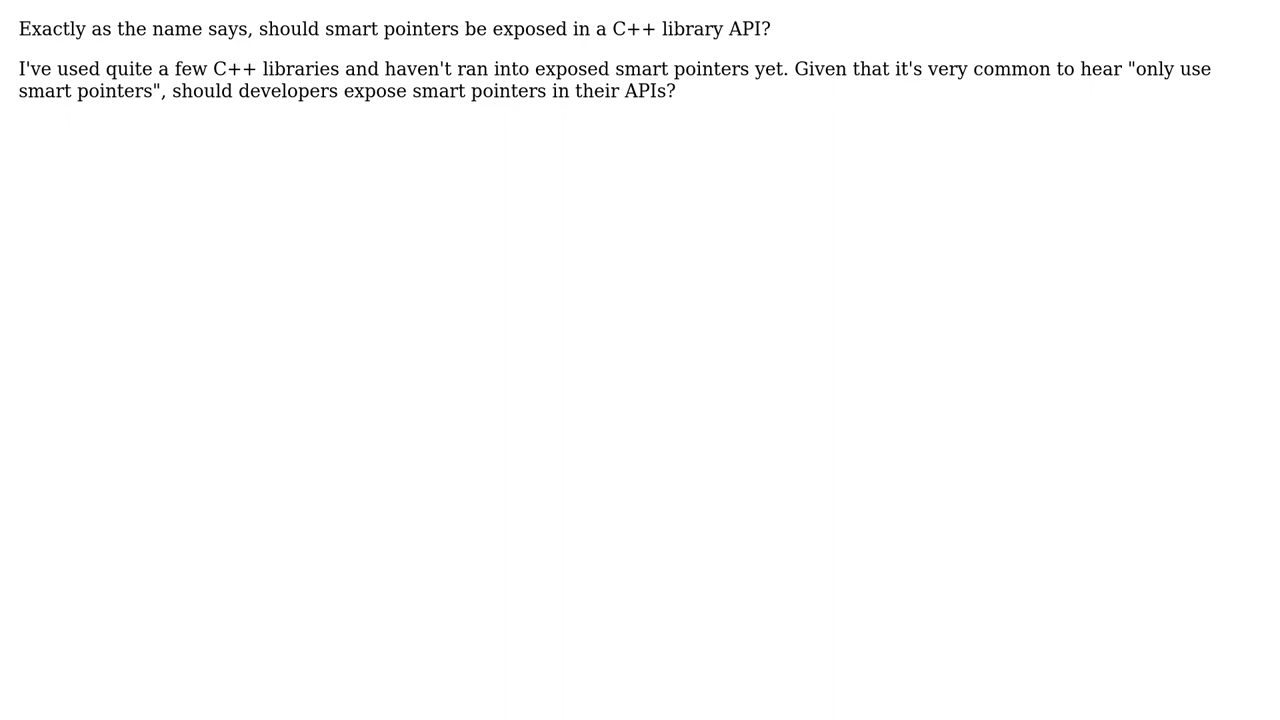 Exactly as the name says, should smart pointers be exposed in a C++ library API?
I've used quite a few C++ libraries and haven't ran into exposed smart pointers yet. Given that it's very common to hear "only use
smart pointers", should developers expose smart pointers in their APIs?